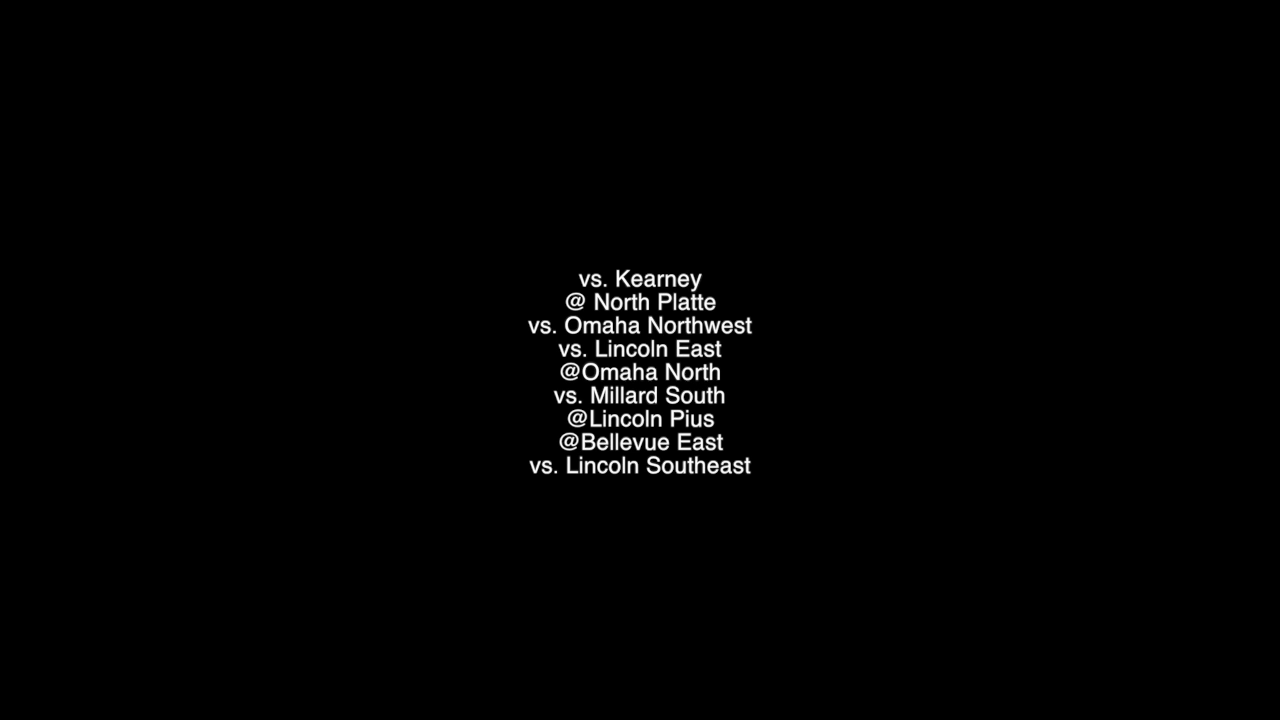 vs. Kearney
@ North Platte
vs. Omaha Northwest
vs. Lincoln East
@Omaha North
vs. Millard South
@Lincoln Pius
@Bellevue East
vs. Lincoln Southeast